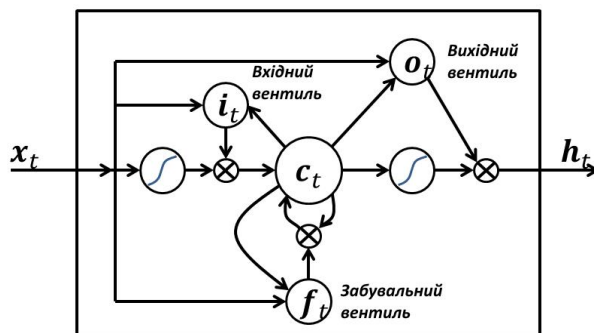 Вхідний
вентиль
Вихідний
вентиль
o_t
i_t
x_t
c_t
h_t
f_t
Забувальний
вентиль